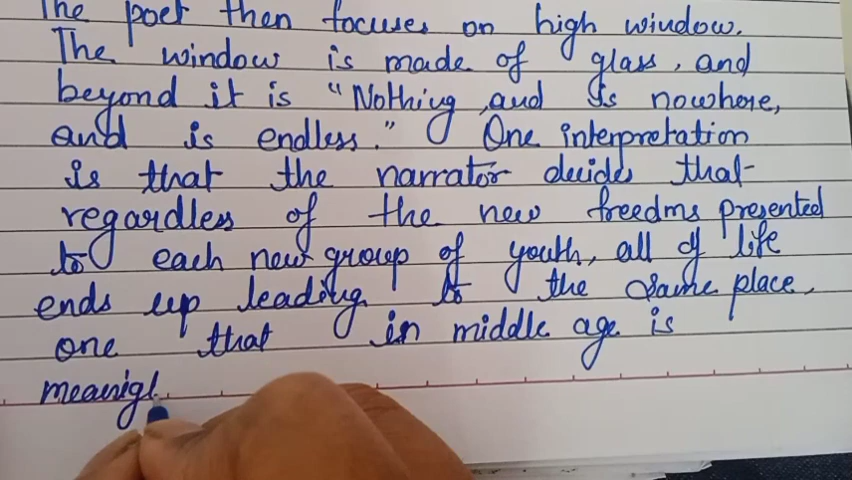 The poet then focuses on high window.
The window is made of glass, and
beyond it is "Nothing, and is nowhere,
and is endless." One interpretation
is that the narrator decides that
regardless of the new freedms presented
to each new group of youth, all of life
ends up leading to the same place,
one that in middle age is
meanigl